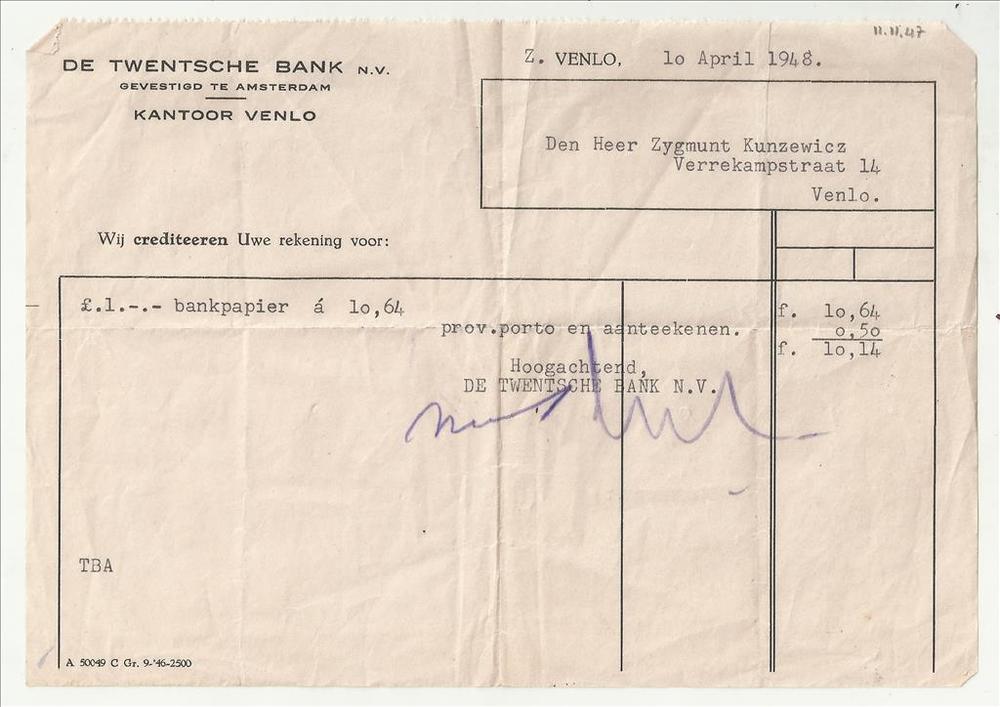 11.11.47
DE TWENTSCHE BANK N.V.
GEVESTIGD TE AMSTERDAM
KANTOOR VENLO
Z. VENLO, 1o April 1948.
Den Heer Zygmunt Kunzewicz
Verrekampstraat 14
Venlo.
Wij crediteeren Uwe rekening voor:
£.1.-.- bankpapier á 1o,64 f. 1o,64
prov.porto en aanteekenen. o,5o
f. 1o,14
Hoogachtend,
DE TWENTSCHE BANK N.V.
TBA
A 50049 C Gr. 9-'46-2500